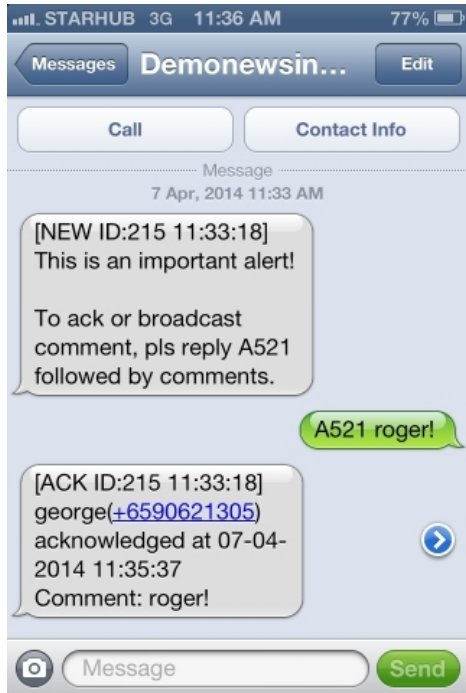 STARHUB 3G 11:36 AM 77%
Messages Demonewsin... Edit
Call Contact Info
Message
7 Apr, 2014 11:33 AM
[NEW ID:215 11:33:18]
This is an important alert!
To ack or broadcast
comment, pls reply A521
followed by comments.
A521 roger!
[ACK ID:215 11:33:18]
george(+6590621305)
acknowledged at 07-04-
2014 11:35:37
Comment: roger!
Message Send